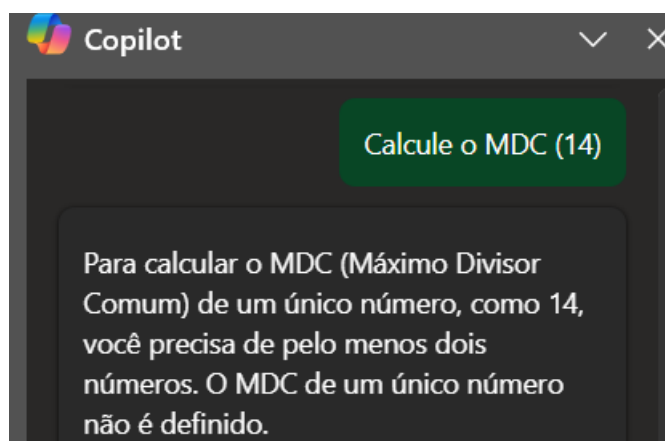 Copilot
Calcule o MDC (14)
Para calcular o MDC (Máximo Divisor
Comum) de um único número, como 14,
você precisa de pelo menos dois
números. O MDC de um único número
não é definido.